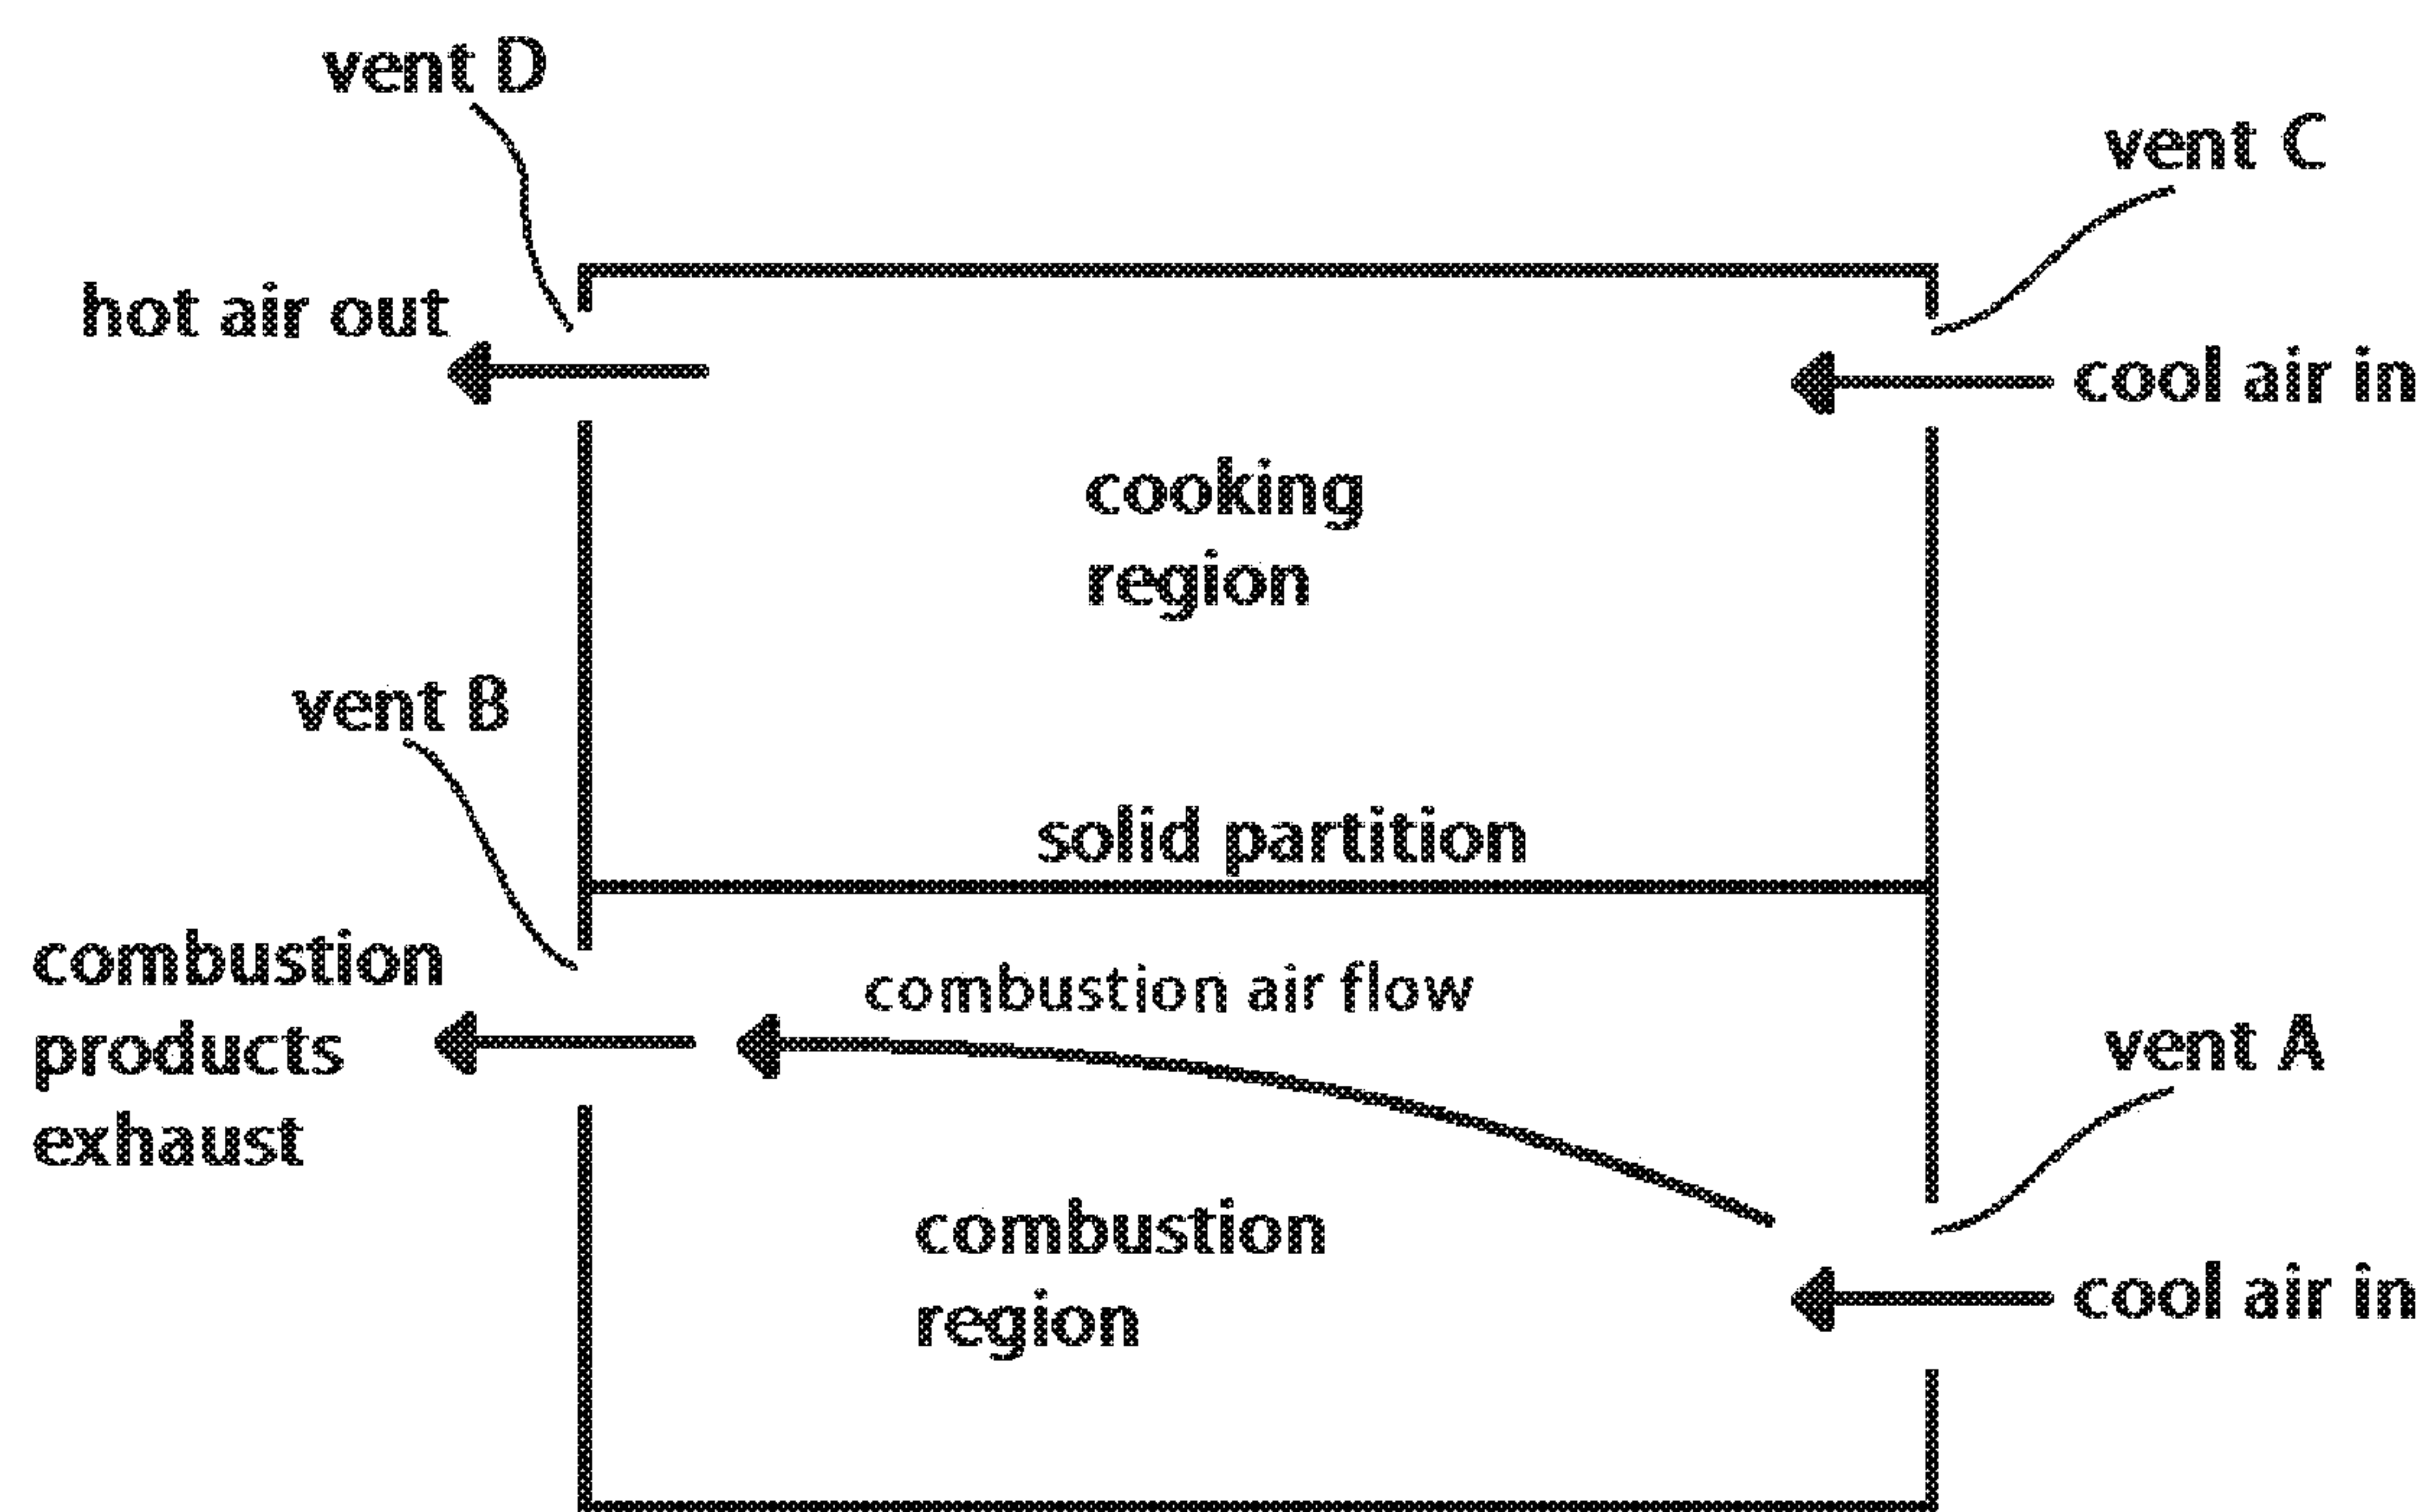 vent D
vent C
hot air out
cool air in
cooking
region
vent B
solid partition
combustion
products
exhaust
combustion air flow
vent A
combustion
region
cool air in